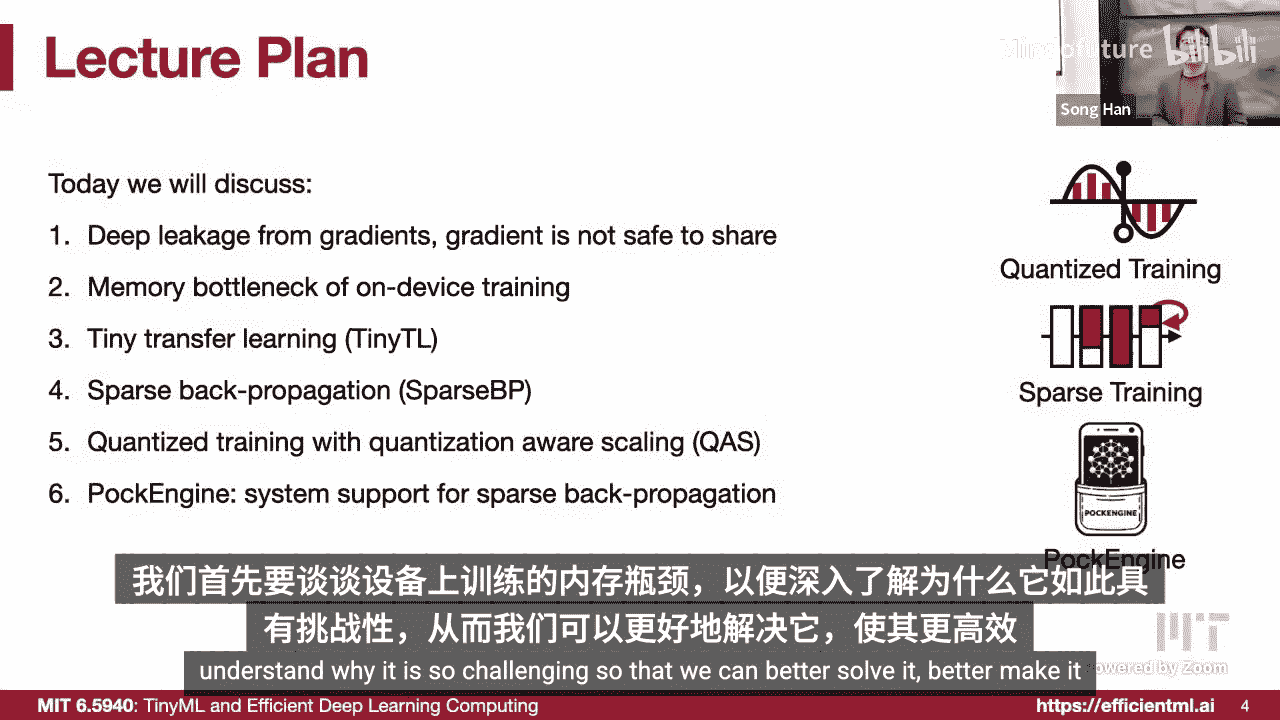 Lecture Plan
Mindofuture bilibili
Song Han
Today we will discuss:
1. Deep leakage from gradients, gradient is not safe to share
2. Memory bottleneck of on-device training
3. Tiny transfer learning (TinyTL)
4. Sparse back-propagation (SparseBP)
5. Quantized training with quantization aware scaling (QAS)
6. PockEngine: system support for sparse back-propagation
Quantized Training
Sparse Training
POCKENGINE
PockEngine
我们首先要谈谈设备上训练的内存瓶颈，以便深入了解为什么它如此具
有挑战性，从而我们可以更好地解决它，使其更高效
understand why it is so challenging so that we can better solve it, better make it
MIT
Powered by Zoom
MIT 6.5940: TinyML and Efficient Deep Learning Computing
https://efficientml.ai
4